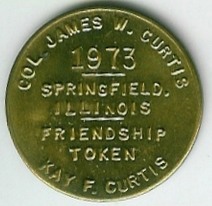 COL. JAMES W. CURTIS
1973
SPRINGFIELD.
ILLINOIS
FRIENDSHIP
TOKEN
KAY F. CURTIS